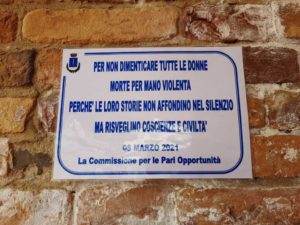 PER NON DIMENTICARE TUTTE LE DONNE
MORTE PER MANO VIOLENTA
PERCHE' LE LORO STORIE NON AFFONDINO NEL SILENZIO
MA RISVEGLINO COSCIENZE E CIVILTA'
08 MARZO 2021
La Commissione per le Pari Opportunità